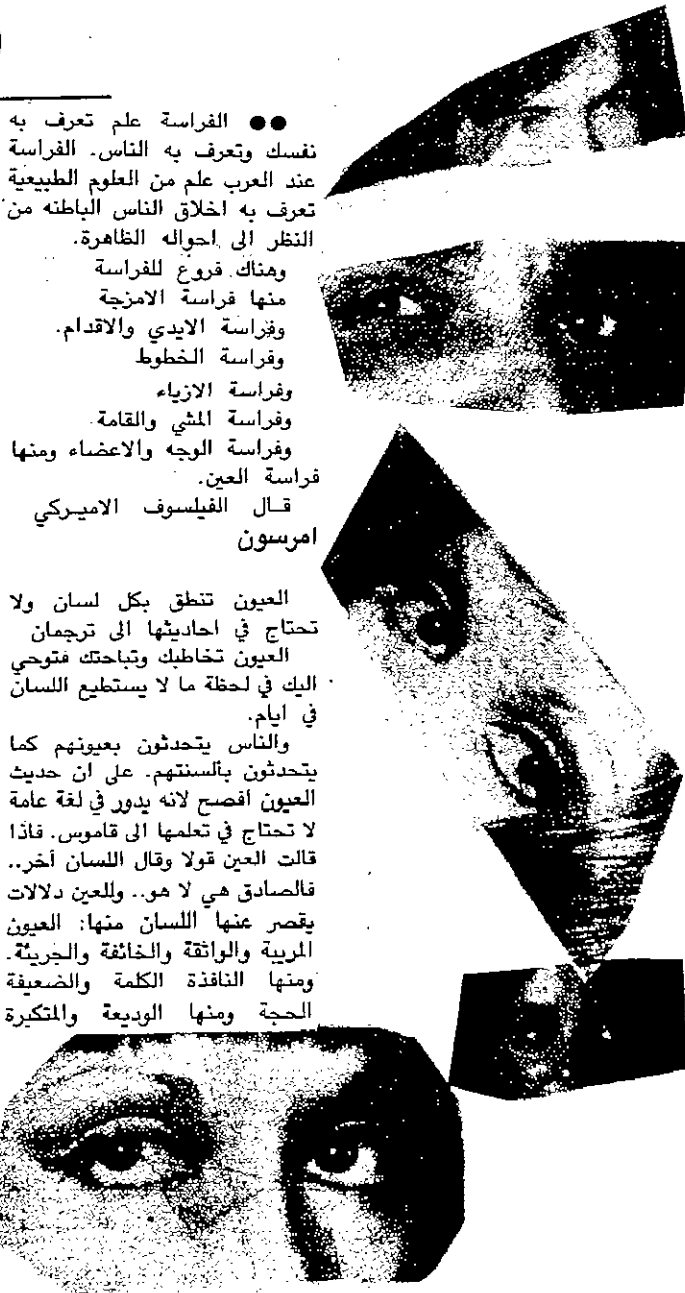 ●● الفراسة علم تعرف به
نفسك وتعرف به الناس. الفراسة
عند العرب علم من العلوم الطبيعية
تعرف به اخلاق الناس الباطنه من
النظر الى احواله الظاهرة.
وهناك فروع للفراسة
منها فراسة الامزجة
وفراسة الايدي والاقدام.
وفراسة الخطوط
وفراسة الازياء
وفراسة المشي والقامة
وفراسة الوجه والاعضاء ومنها
فراسة العين.
قال الفيلسوف الاميركي
امرسون
العيون تنطق بكل لسان ولا
تحتاج في احاديثها الى ترجمان
العيون تخاطبك وتباحتك فتوحي
اليك في لحظة ما لا يستطيع اللسان
في ايام.
والناس يتحدثون بعيونهم كما
يتحدثون بألسنتهم. على ان حديث
العيون أفصح لانه يدور في لغة عامة
لا تحتاج في تعلمها الى قاموس. فاذا
قالت العين قولا وقال اللسان أخر..
فالصادق هي لا هو.. وللعين دلالات
يقصر عنها اللسان منها: العيون
المريبة والواثقة والخائفة والجريئة.
ومنها النافذة الكلمة والضعيفة
الحجة ومنها الوديعة والمتكبرة